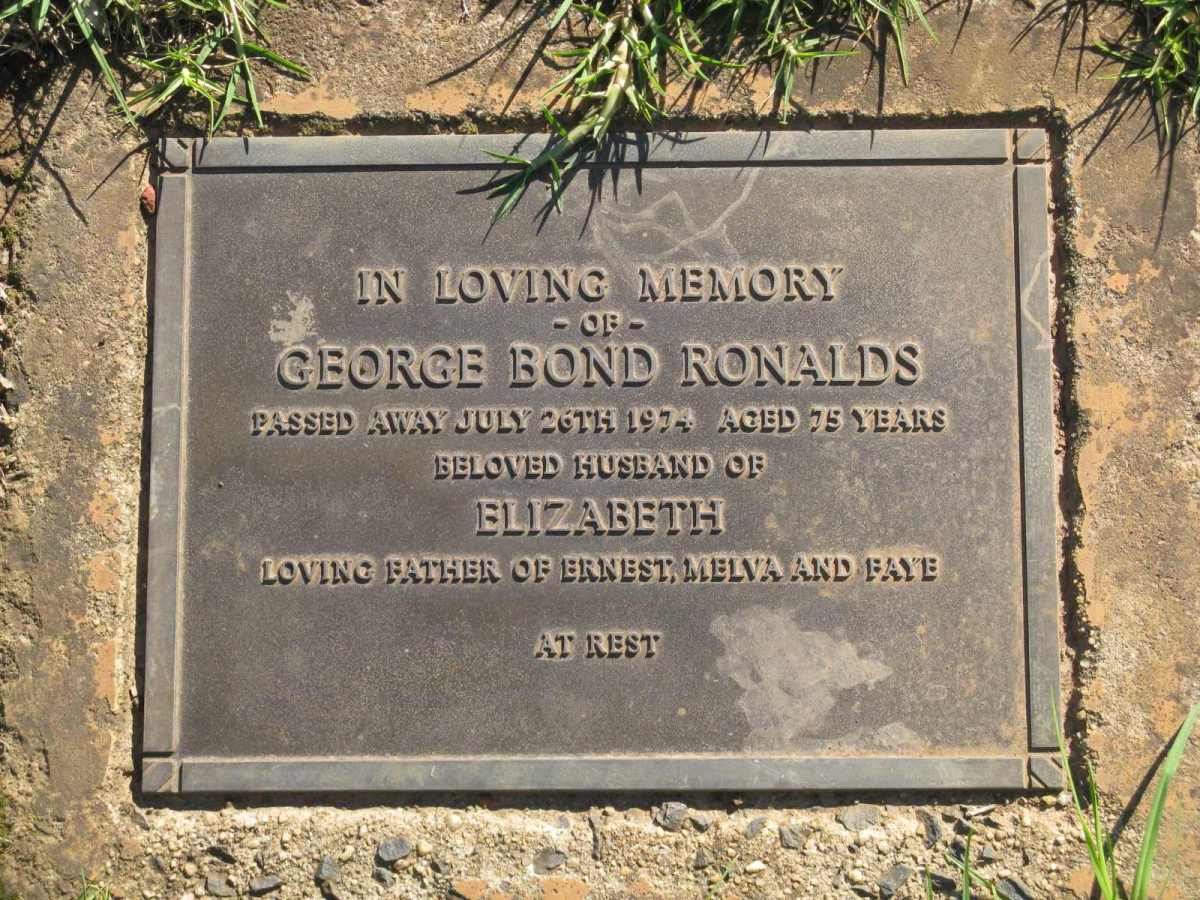 IN LOVING MEMORY
- OF -
GEORGE BOND RONALDS
PASSED AWAY JULY 26TH 1974 AGED 75 YEARS
BELOVED HUSBAND OF
ELIZABETH
LOVING FATHER OF ERNEST, MELVA AND FAYE
AT REST